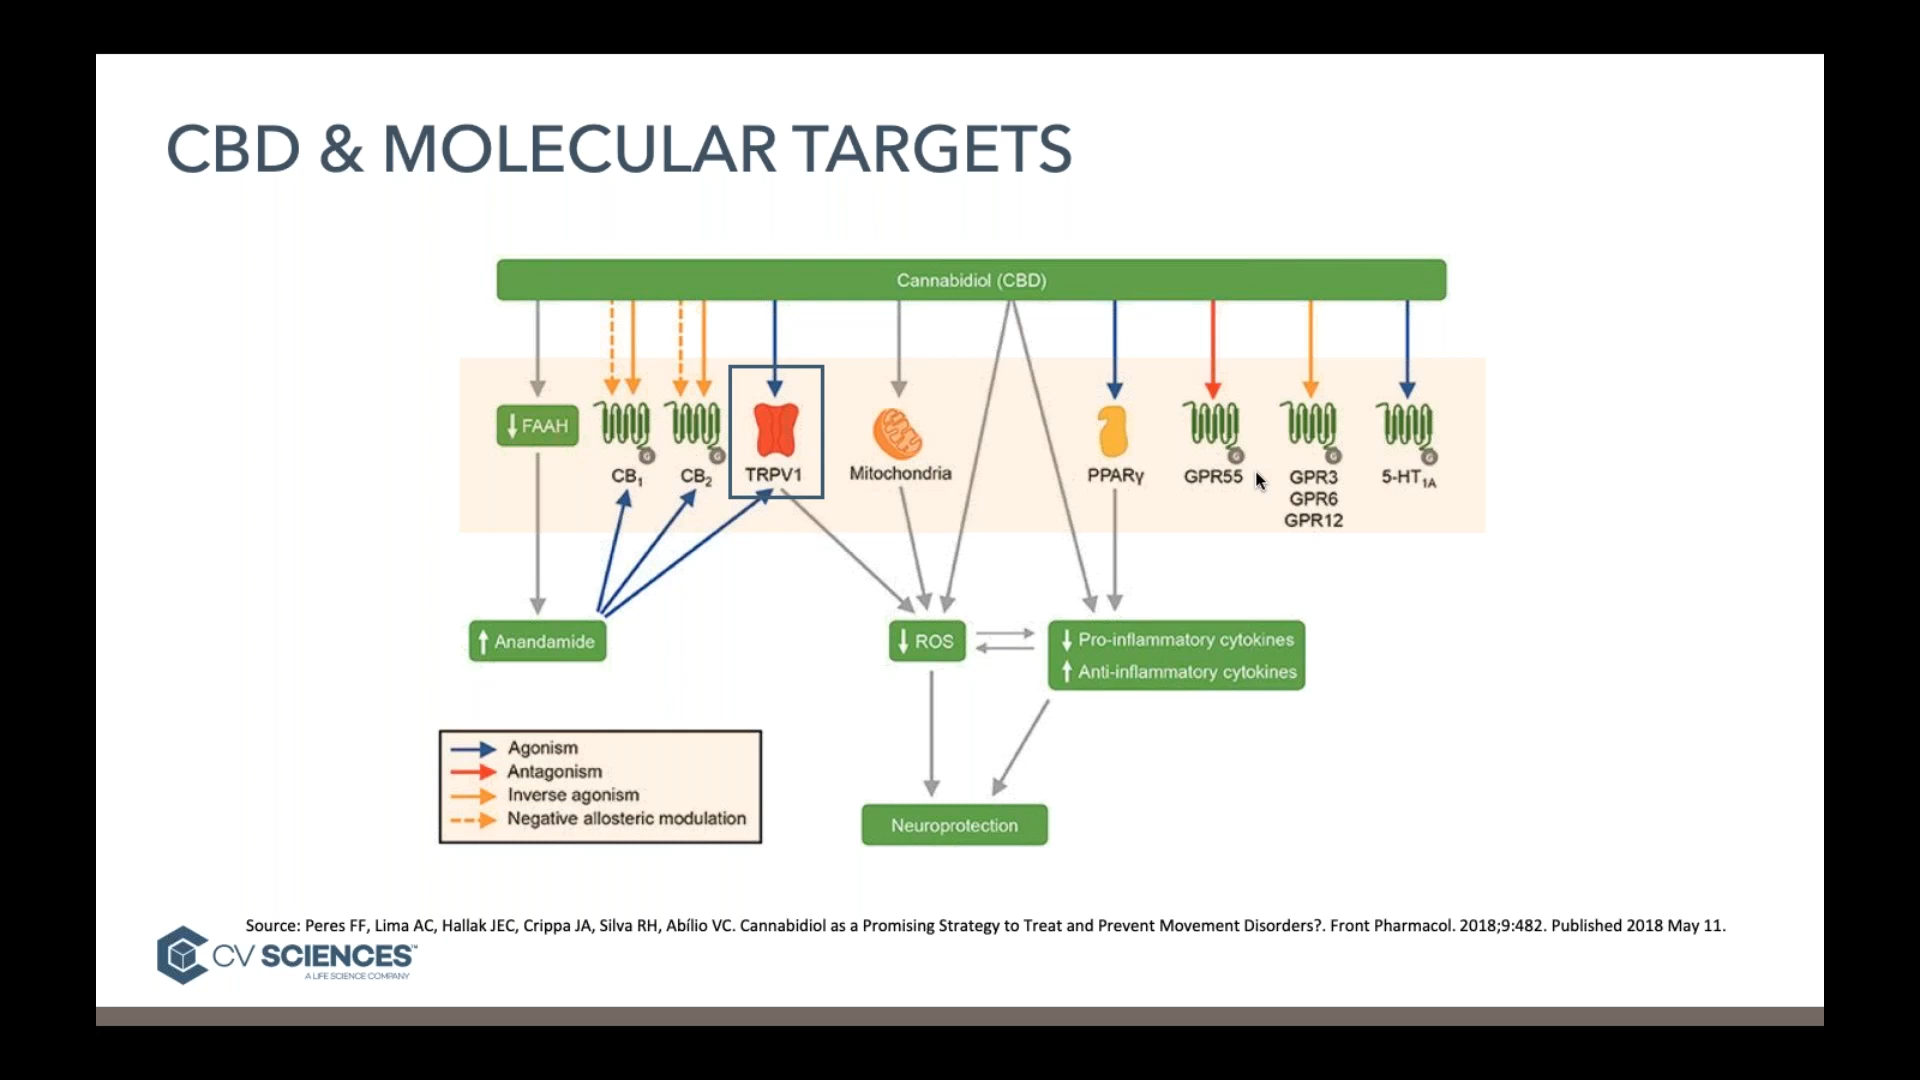 CBD & MOLECULAR TARGETS
Cannabidiol (CBD)
FAAH
CB1
CB2
TRPV1
Mitochondria
PPARγ
GPR55
GPR3
GPR6
GPR12
5-HT1A
G
G
G
G
G
Anandamide
ROS
Pro-inflammatory cytokines
Anti-inflammatory cytokines
Agonism
Antagonism
Inverse agonism
Negative allosteric modulation
Neuroprotection
Source: Peres FF, Lima AC, Hallak JEC, Crippa JA, Silva RH, Abílio VC. Cannabidiol as a Promising Strategy to Treat and Prevent Movement Disorders?. Front Pharmacol. 2018;9:482. Published 2018 May 11.
CV SCIENCES™
A LIFE SCIENCE COMPANY